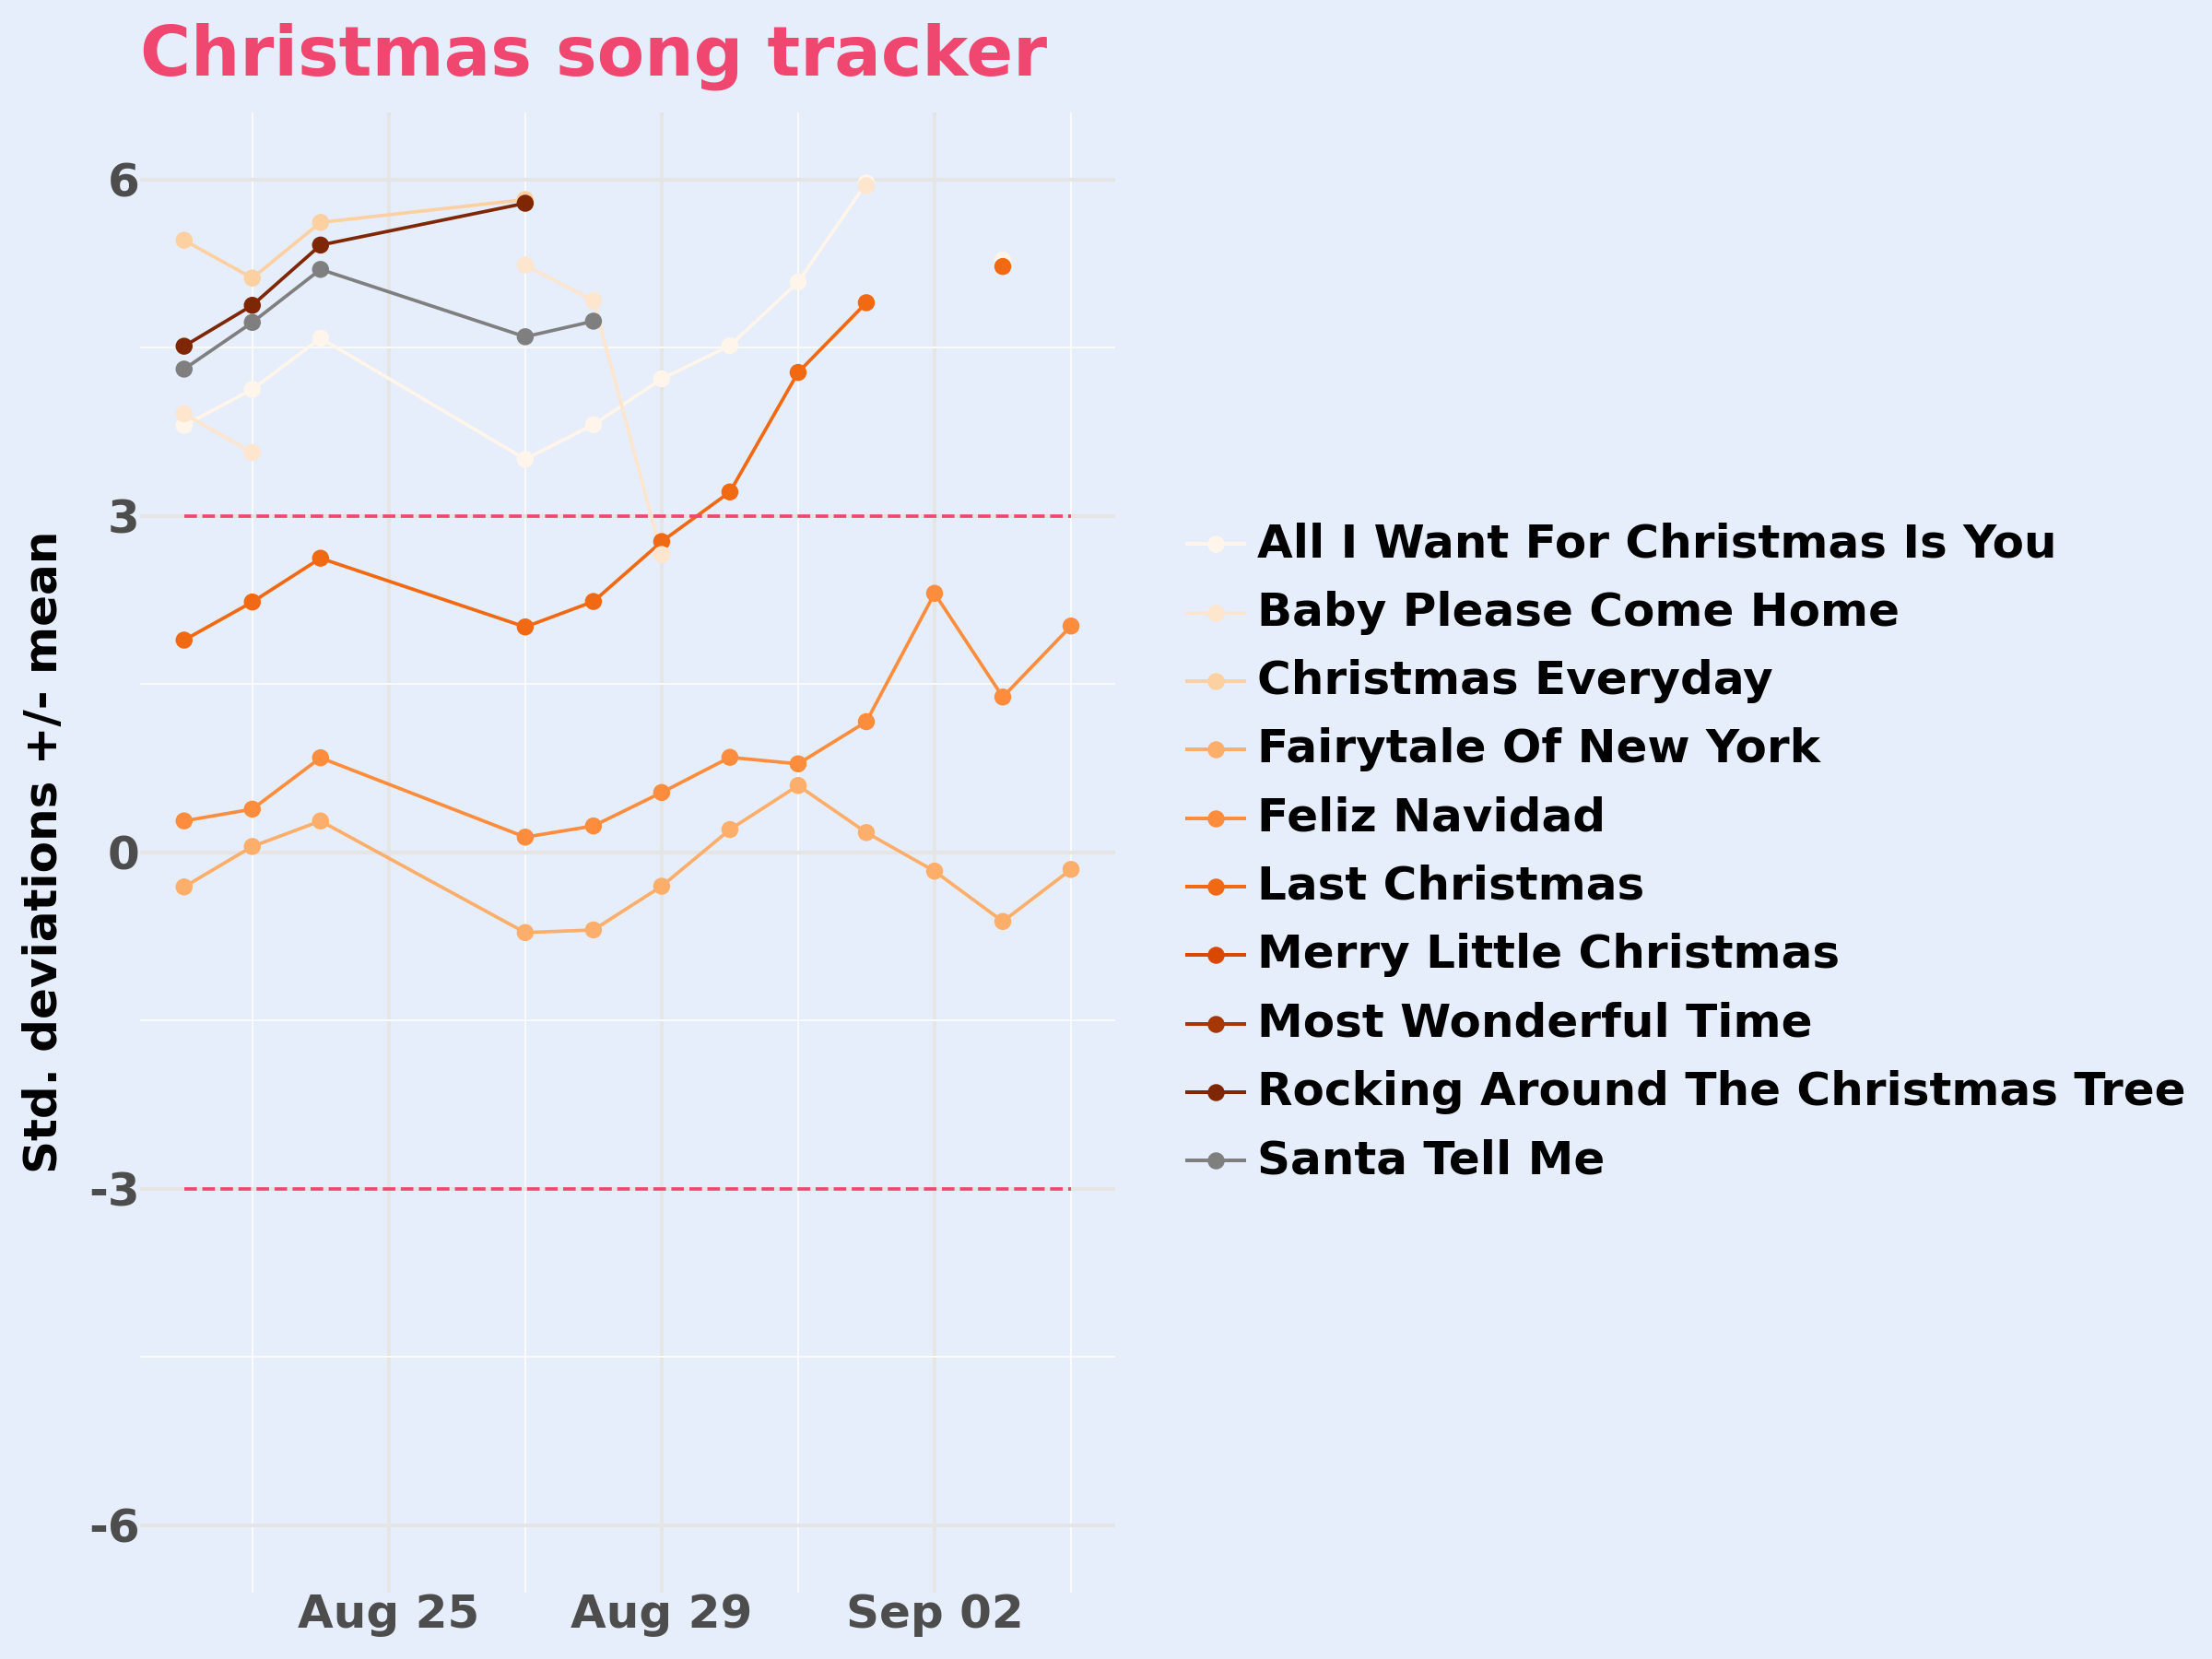 Christmas song tracker
Std. deviations +/- mean
6
3
0
-3
-6
Aug 25
Aug 29
Sep 02
All I Want For Christmas Is You
Baby Please Come Home
Christmas Everyday
Fairytale Of New York
Feliz Navidad
Last Christmas
Merry Little Christmas
Most Wonderful Time
Rocking Around The Christmas Tree
Santa Tell Me